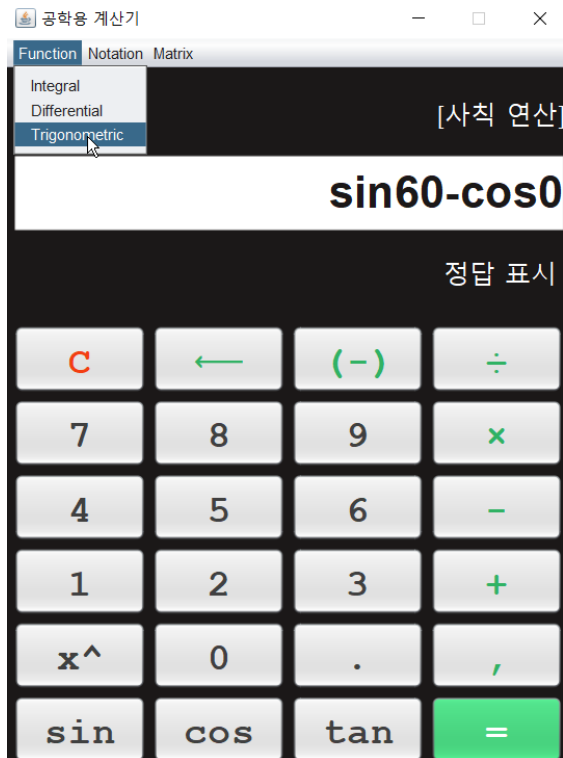 공학용 계산기
Function Notation Matrix
Integral
Differential
Trigonometric
[사칙 연산]
sin60-cos0
정답 표시
C ← (-) ÷
7 8 9 ×
4 5 6 -
1 2 3 +
x^ 0 . ,
sin cos tan =